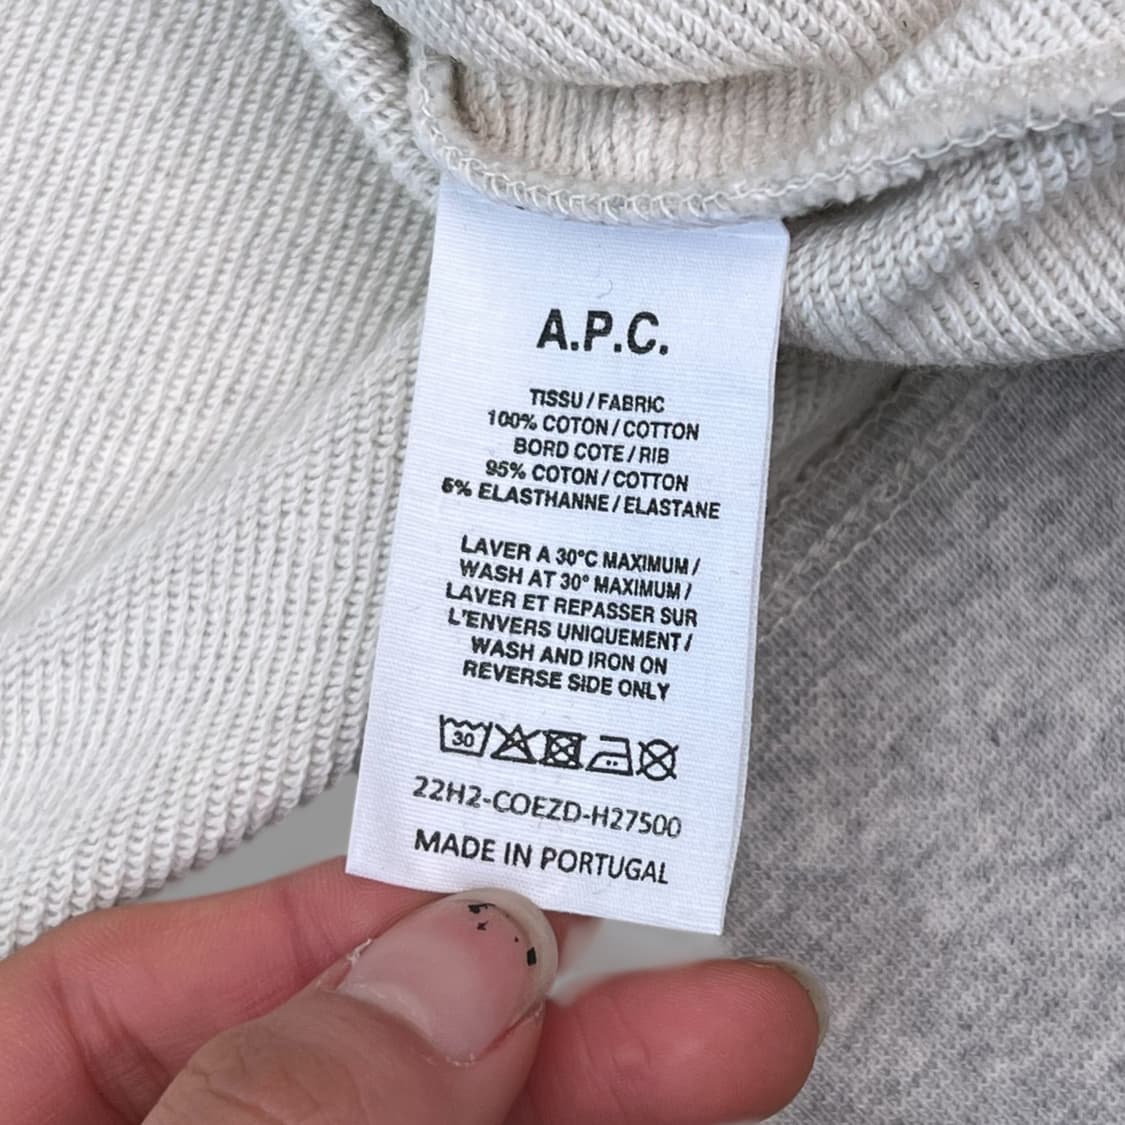 A.P.C.
TISSU / FABRIC
100% COTON / COTTON
BORD COTE / RIB
95% COTON / COTTON
5% ELASTHANNE / ELASTANE
LAVER A 30°C MAXIMUM /
WASH AT 30° MAXIMUM /
LAVER ET REPASSER SUR
L'ENVERS UNIQUEMENT /
WASH AND IRON ON
REVERSE SIDE ONLY
30
22H2-COEZD-H27500
MADE IN PORTUGAL